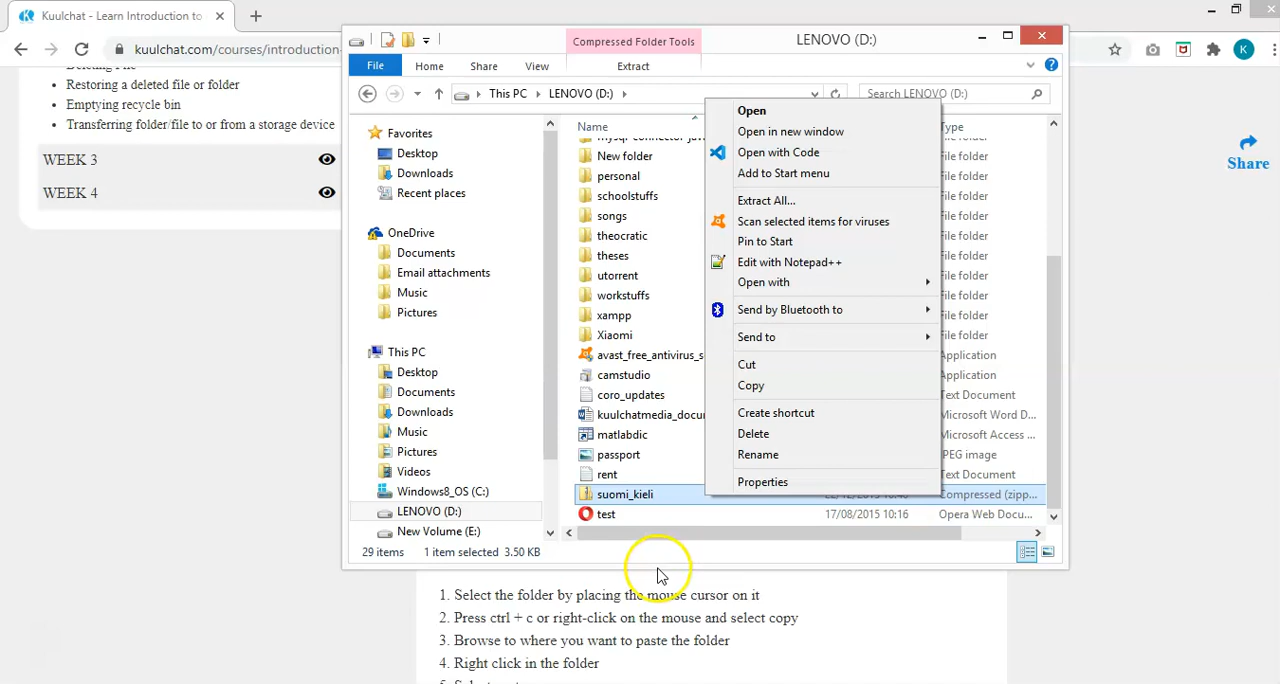 Kuulchat - Learn Introduction to
kuulchat.com/courses/introduction-
K
Restoring a deleted file or folder
Emptying recycle bin
Transferring folder/file to or from a storage device
WEEK 3
WEEK 4
Share
Compressed Folder Tools
LENOVO (D:)
File
Home
Share
View
Extract
This PC
LENOVO (D:)
Search LENOVO (D:)
Favorites
Desktop
Downloads
Recent places
OneDrive
Documents
Email attachments
Music
Pictures
This PC
Desktop
Documents
Downloads
Music
Pictures
Videos
Windows8_OS (C:)
LENOVO (D:)
New Volume (E:)
Name
Type
New folder
File folder
personal
File folder
schoolstuffs
File folder
songs
File folder
theocratic
File folder
theses
File folder
utorrent
File folder
workstuffs
File folder
xampp
File folder
Xiaomi
File folder
avast_free_antivirus_s
Application
camstudio
Application
coro_updates
Text Document
kuulchatmedia_docu
Microsoft Word D...
matlabdic
Microsoft Access ...
passport
JPEG image
rent
Text Document
suomi_kieli
Compressed (zipp...
test
17/08/2015 10:16
Opera Web Docu...
Open
Open in new window
Open with Code
Add to Start menu
Extract All...
Scan selected items for viruses
Pin to Start
Edit with Notepad++
Open with
Send by Bluetooth to
Send to
Cut
Copy
Create shortcut
Delete
Rename
Properties
29 items
1 item selected 3.50 KB
1. Select the folder by placing the mouse cursor on it
2. Press ctrl + c or right-click on the mouse and select copy
3. Browse to where you want to paste the folder
4. Right click in the folder